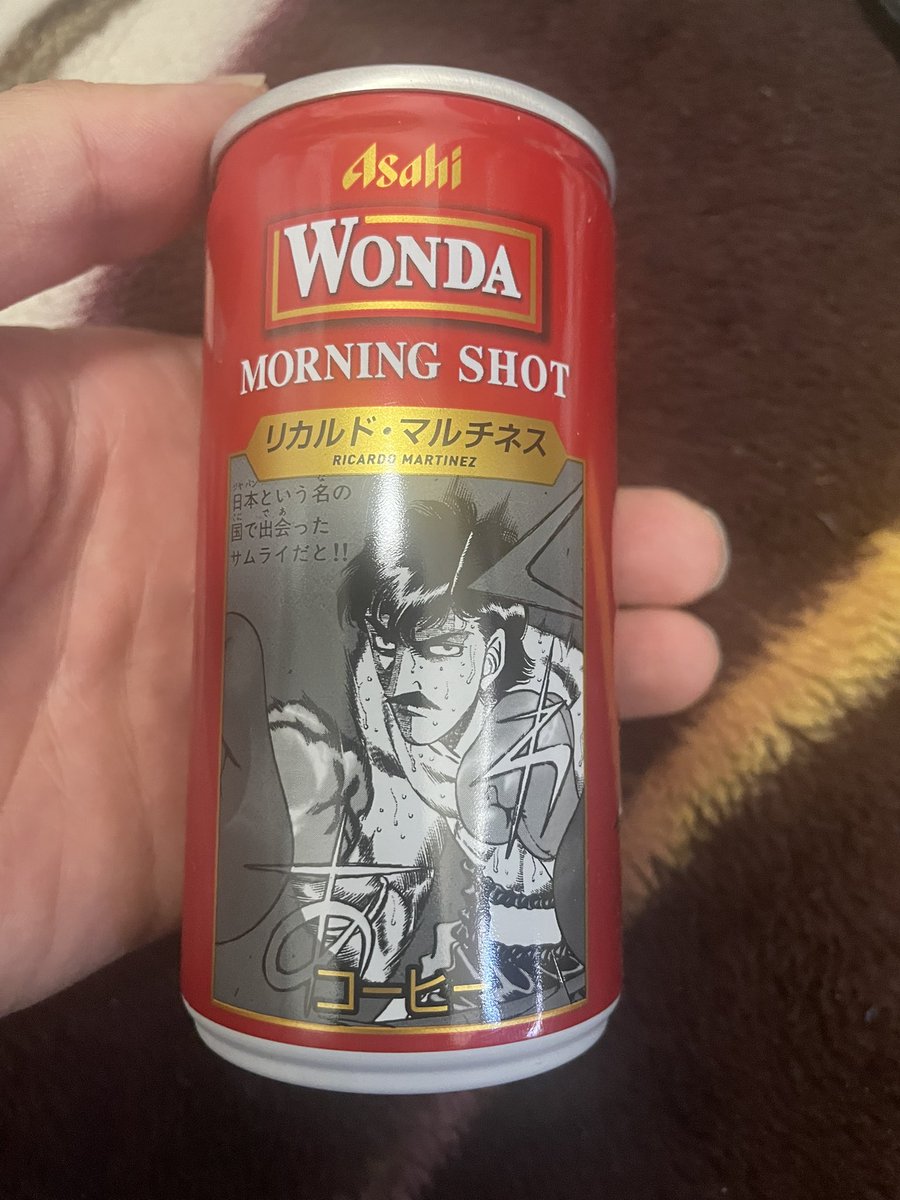 Asahi
WONDA
MORNING SHOT
リカルド・マルチネス
RICARDO MARTINEZ
日本という名の
国で出会った
サムライだと!!
コーヒー